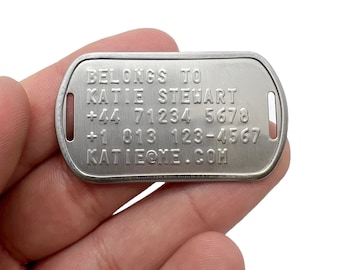 BELONGS TO
KATIE STEWART
+44 71234 5678
+1 813 123-4567
KATIE@ME.COM